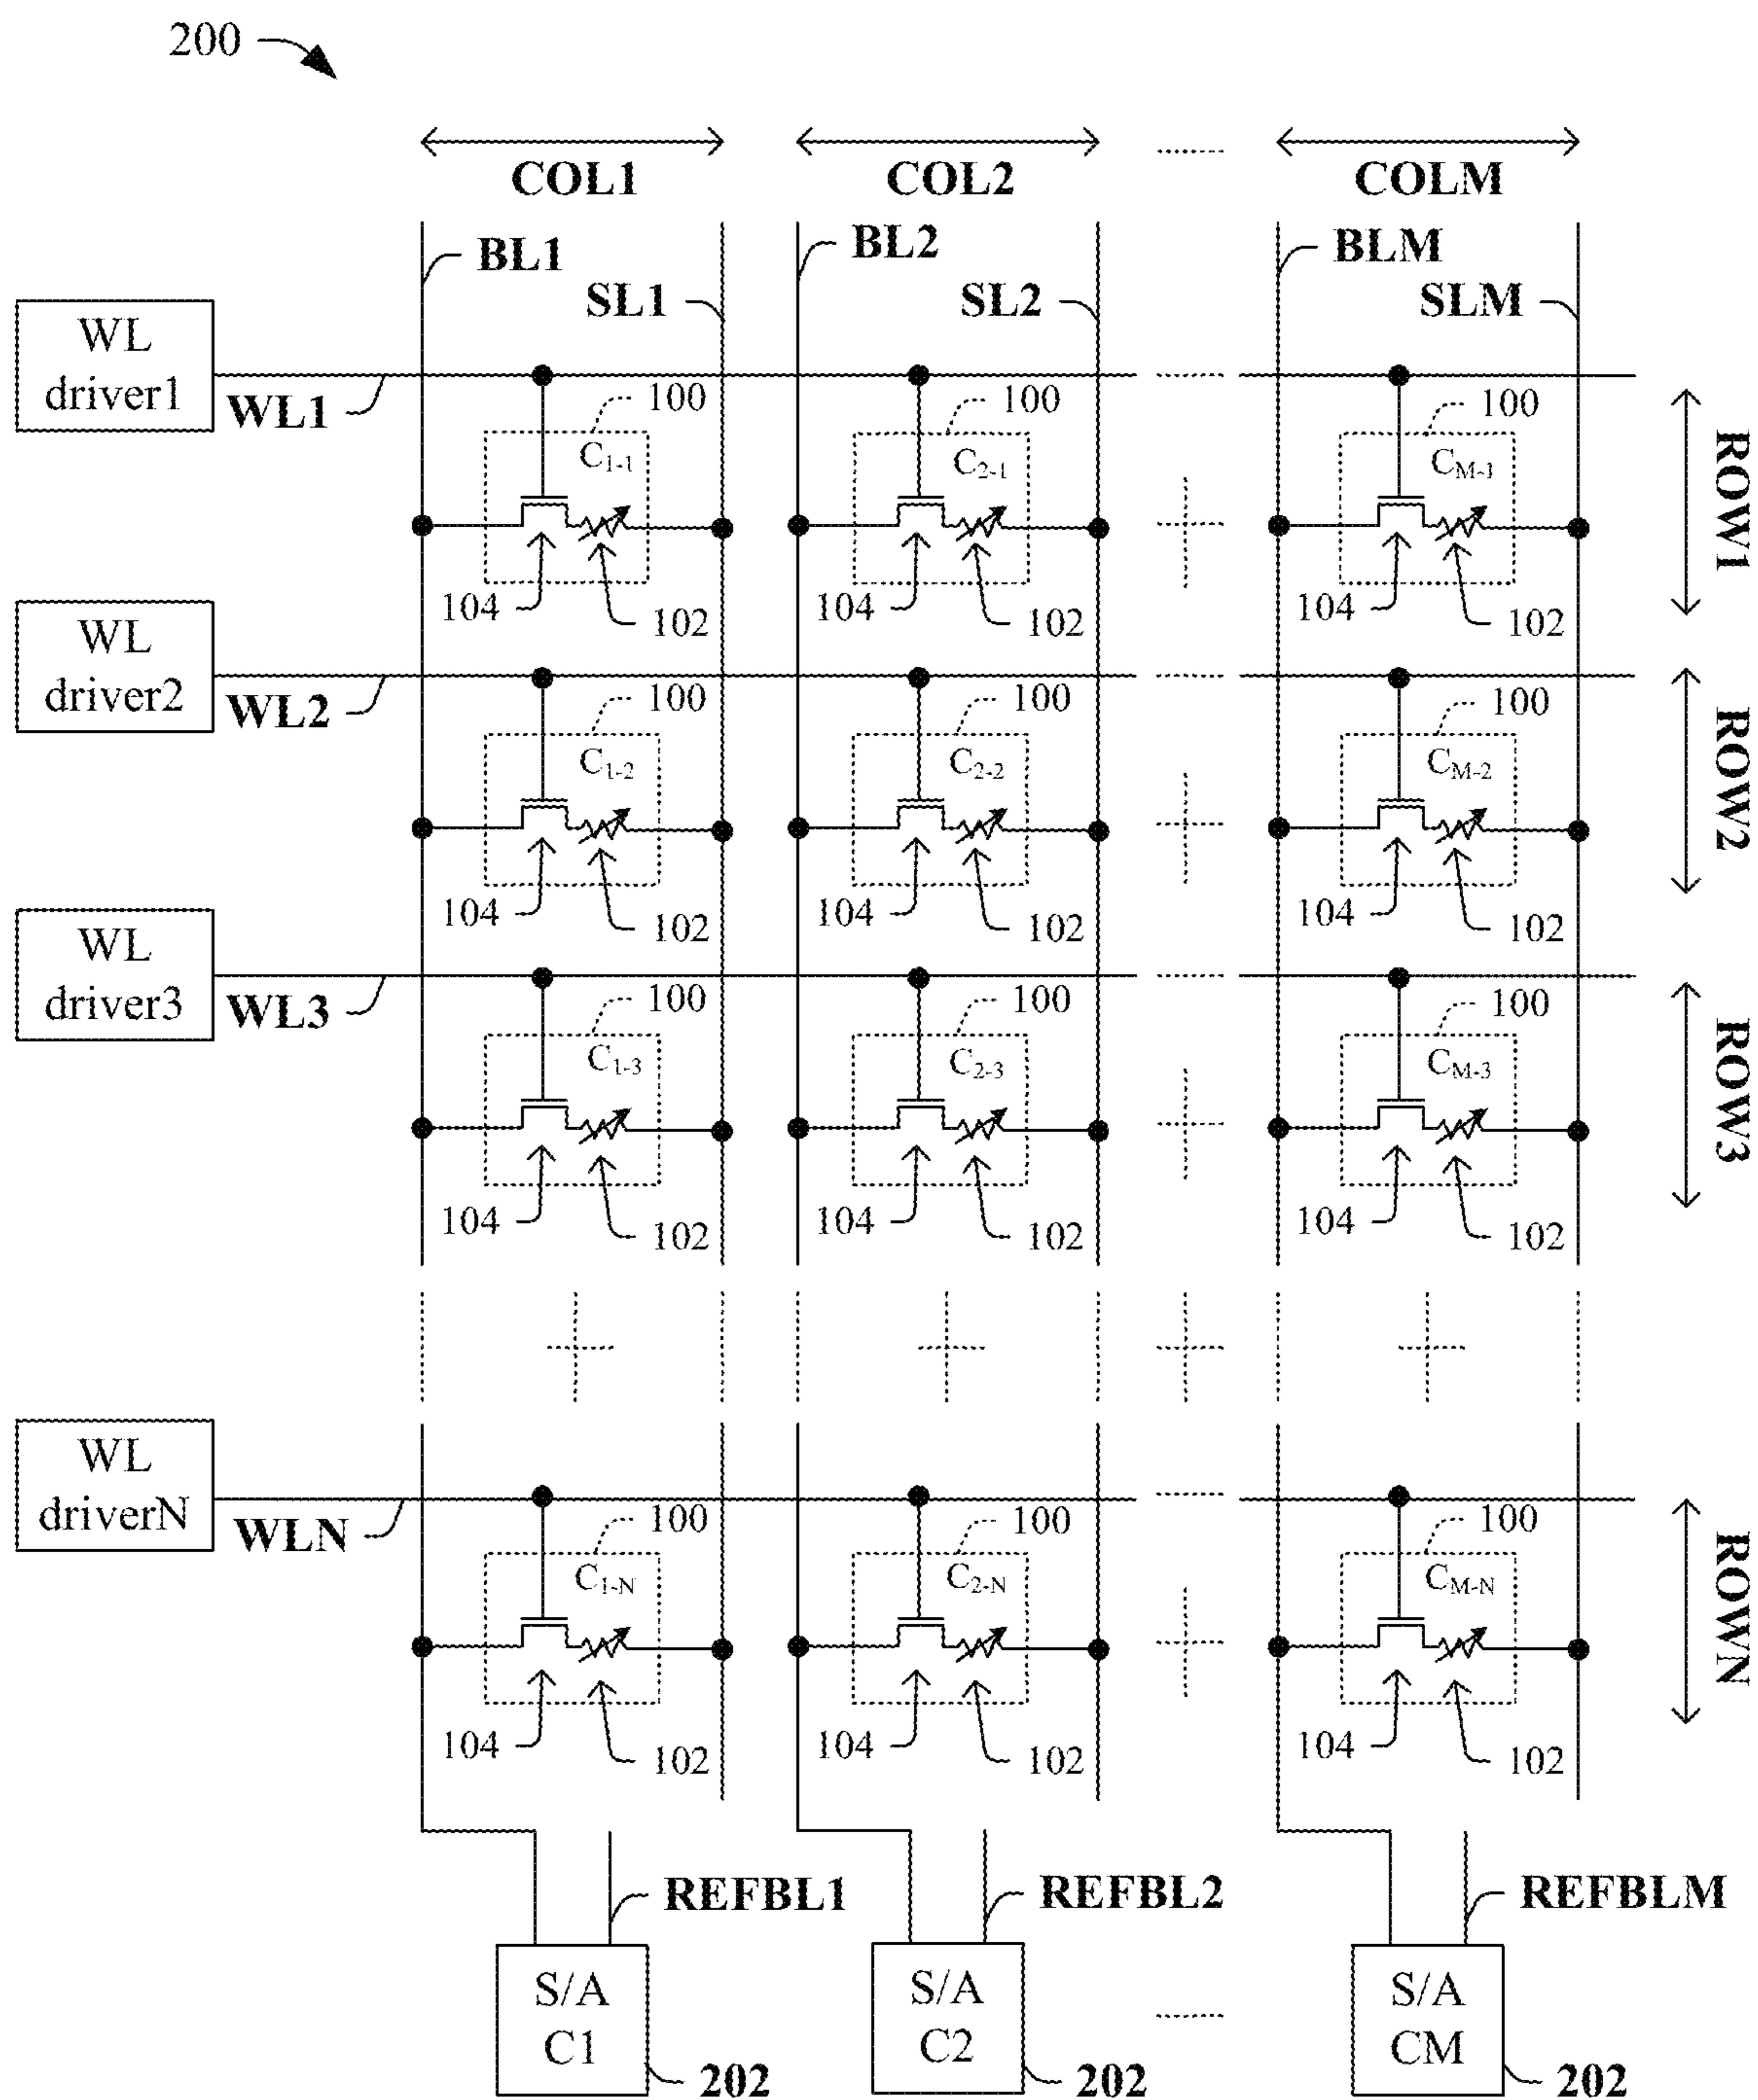 200
COL1 COL2 COLM
BL1 BL2 BLM
SL1 SL2 SLM
WL
driver1
WL1
100 100 100
C1-1 C2-1 CM-1
ROW1
104 102 104 102 104 102
WL
driver2
WL2
100 100 100
C1-2 C2-2 CM-2
ROW2
104 102 104 102 104 102
WL
driver3
WL3
100 100 100
C1-3 C2-3 CM-3
ROW3
104 102 104 102 104 102
WL
driverN
WLN
100 100 100
C1-N C2-N CM-N
ROWN
104 102 104 102 104 102
REFBL1 REFBL2 REFBLM
S/A S/A S/A
C1 C2 CM
202 202 202